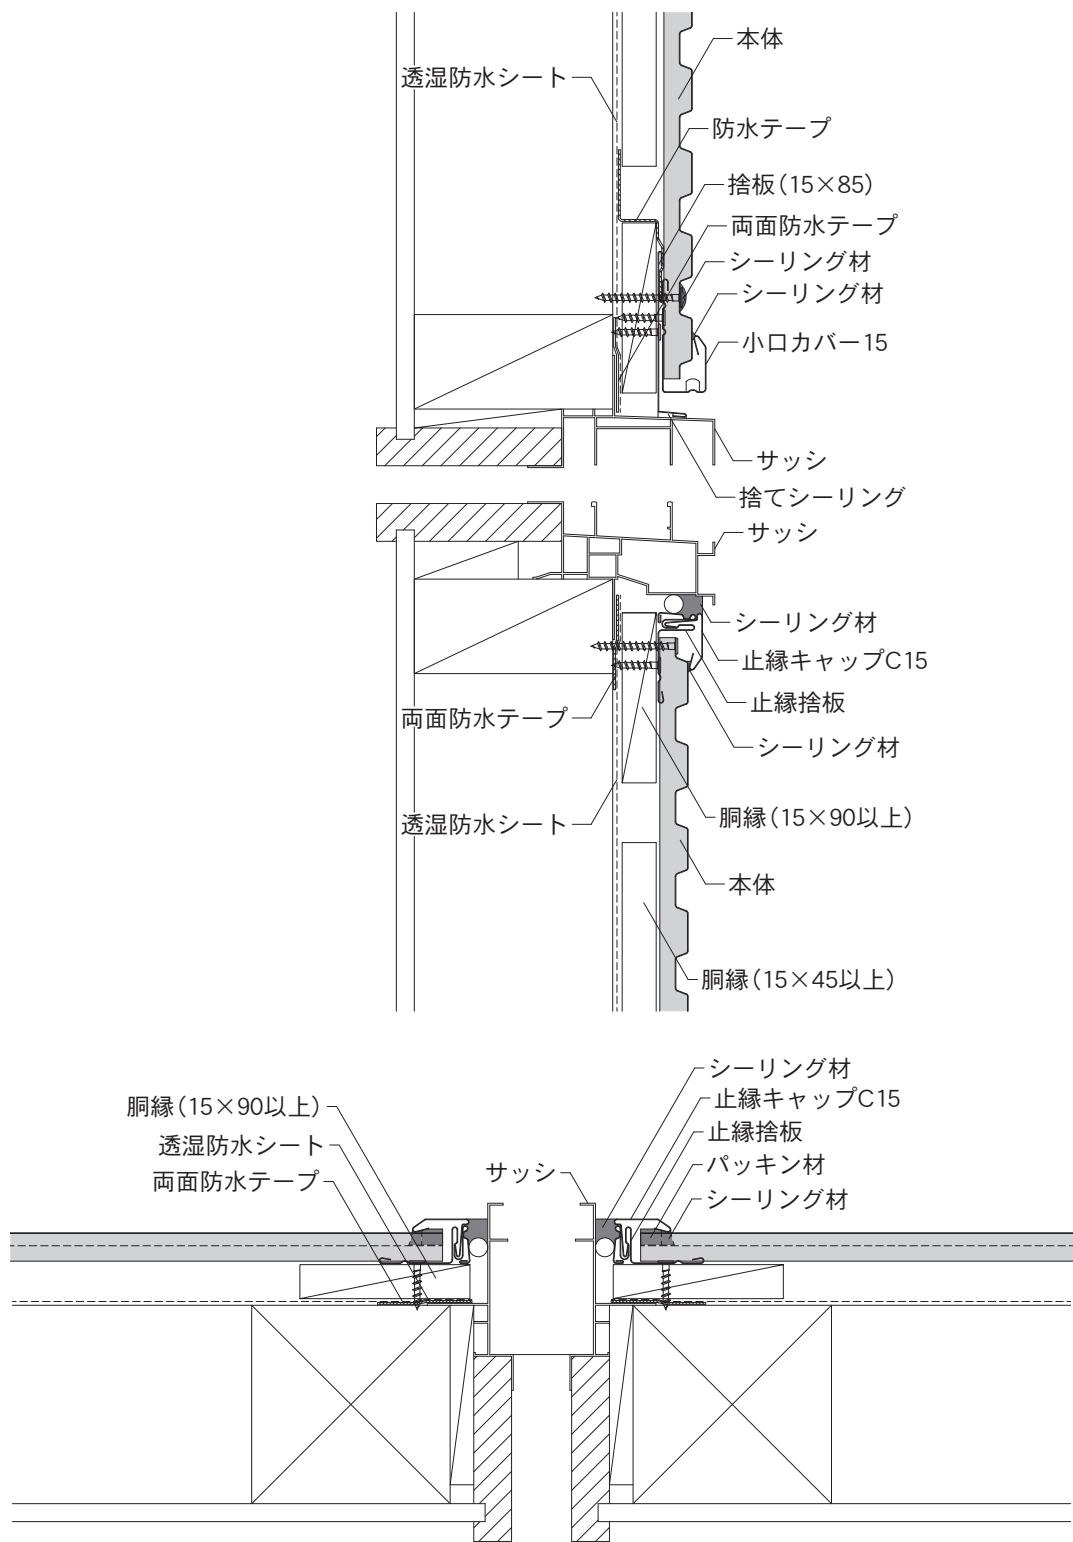 本体
透湿防水シート
防水テープ
捨板(15×85)
両面防水テープ
シーリング材
シーリング材
小口カバー15
サッシ
捨てシーリング
サッシ
シーリング材
止縁キャップC15
止縁捨板
両面防水テープ
シーリング材
胴縁(15×90以上)
透湿防水シート
本体
胴縁(15×45以上)
シーリング材
止縁キャップC15
胴縁(15×90以上)
止縁捨板
透湿防水シート
パッキン材
サッシ
両面防水テープ
シーリング材